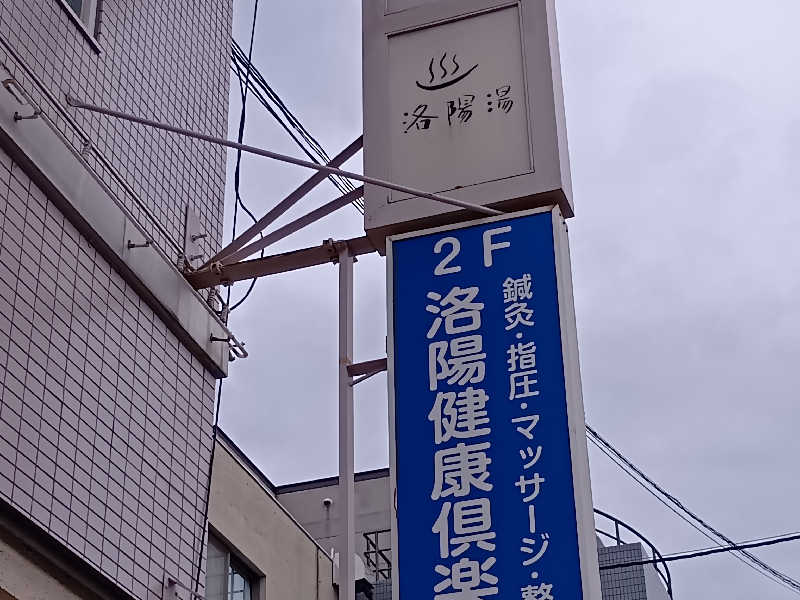 洛陽湯
2F
洛陽健康倶楽
鍼灸・指圧・マッサージ・整